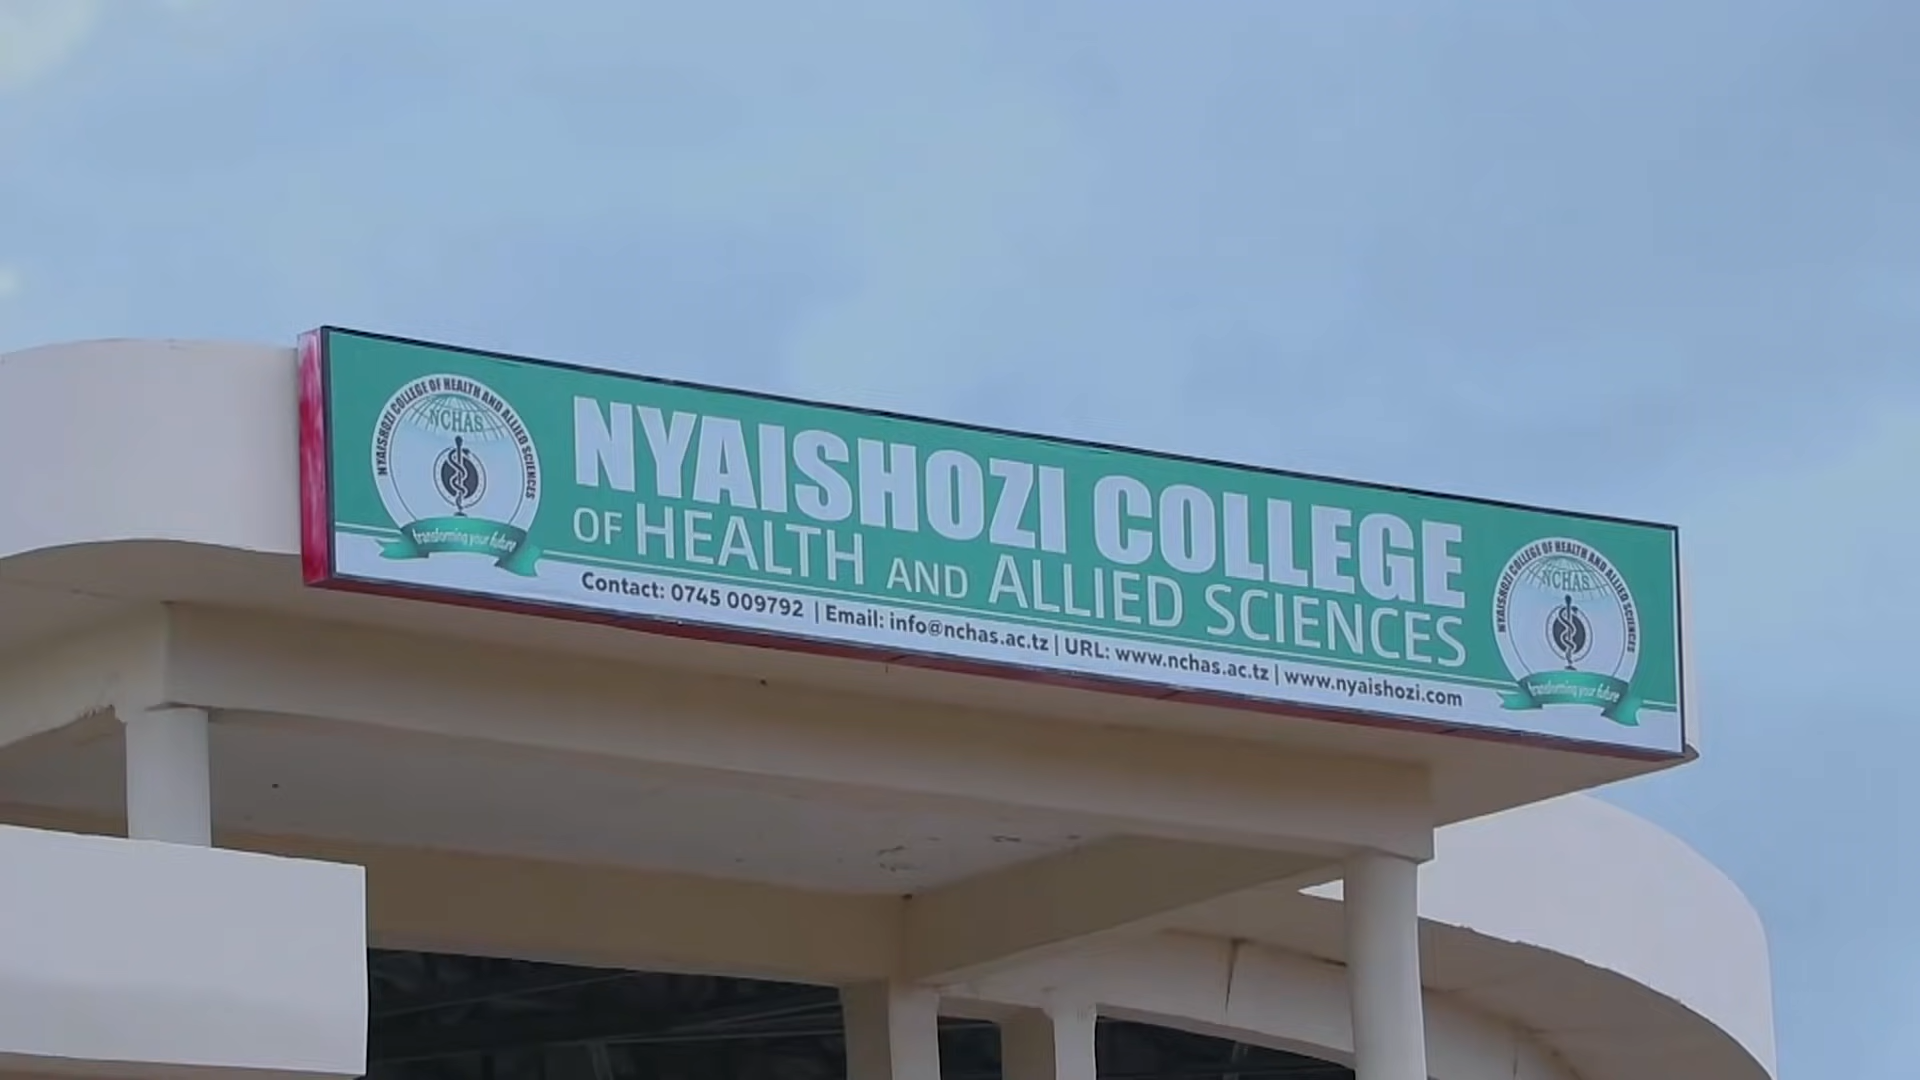 NYAISHOZI COLLEGE OF HEALTH AND ALLIED SCIENCES
NCHAS
transforming your future
NYAISHOZI COLLEGE
OF HEALTH AND ALLIED SCIENCES
Contact: 0745 009792 | Email: info@nchas.ac.tz | URL: www.nchas.ac.tz | www.nyaishozi.com
NYAISHOZI COLLEGE OF HEALTH AND ALLIED SCIENCES
NCHAS
transforming your future